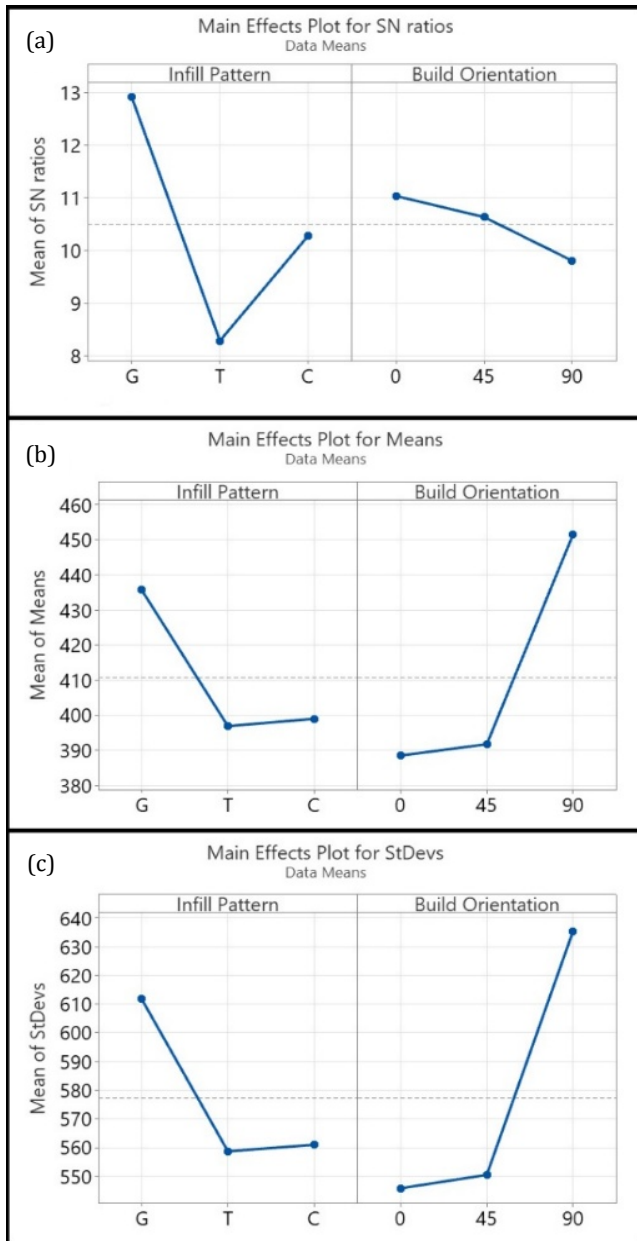 (a)
Main Effects Plot for SN ratios
Data Means
Infill Pattern Build Orientation
Mean of SN ratios
13
12
11
10
9
8
G T C 0 45 90
(b)
Main Effects Plot for Means
Data Means
Infill Pattern Build Orientation
Mean of Means
460
450
440
430
420
410
400
390
380
G T C 0 45 90
(c)
Main Effects Plot for StDevs
Data Means
Infill Pattern Build Orientation
Mean of StDevs
640
630
620
610
600
590
580
570
560
550
G T C 0 45 90